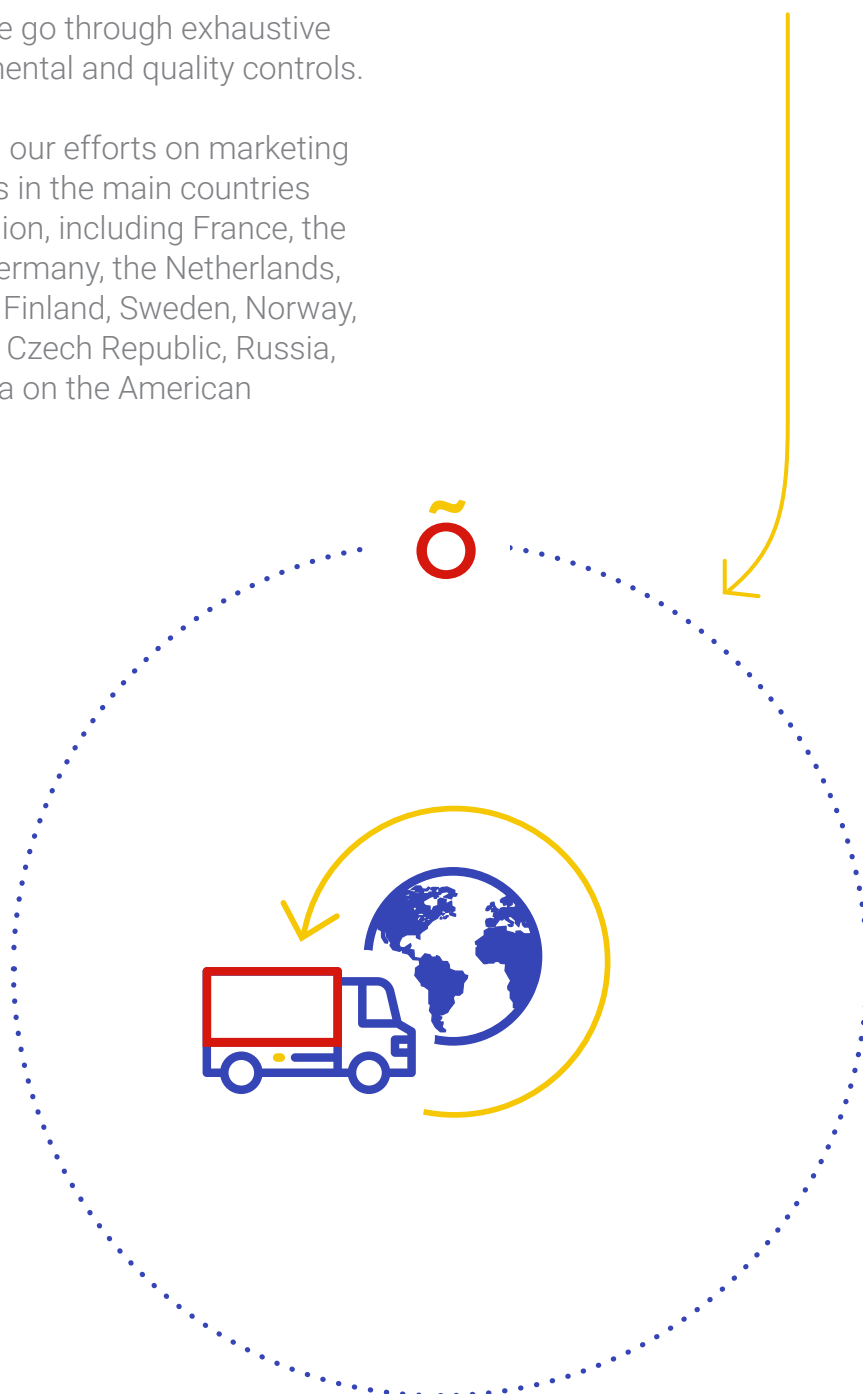 e go through exhaustive
nental and quality controls.
our efforts on marketing
s in the main countries
ion, including France, the
ermany, the Netherlands,
Finland, Sweden, Norway,
Czech Republic, Russia,
a on the American
õ